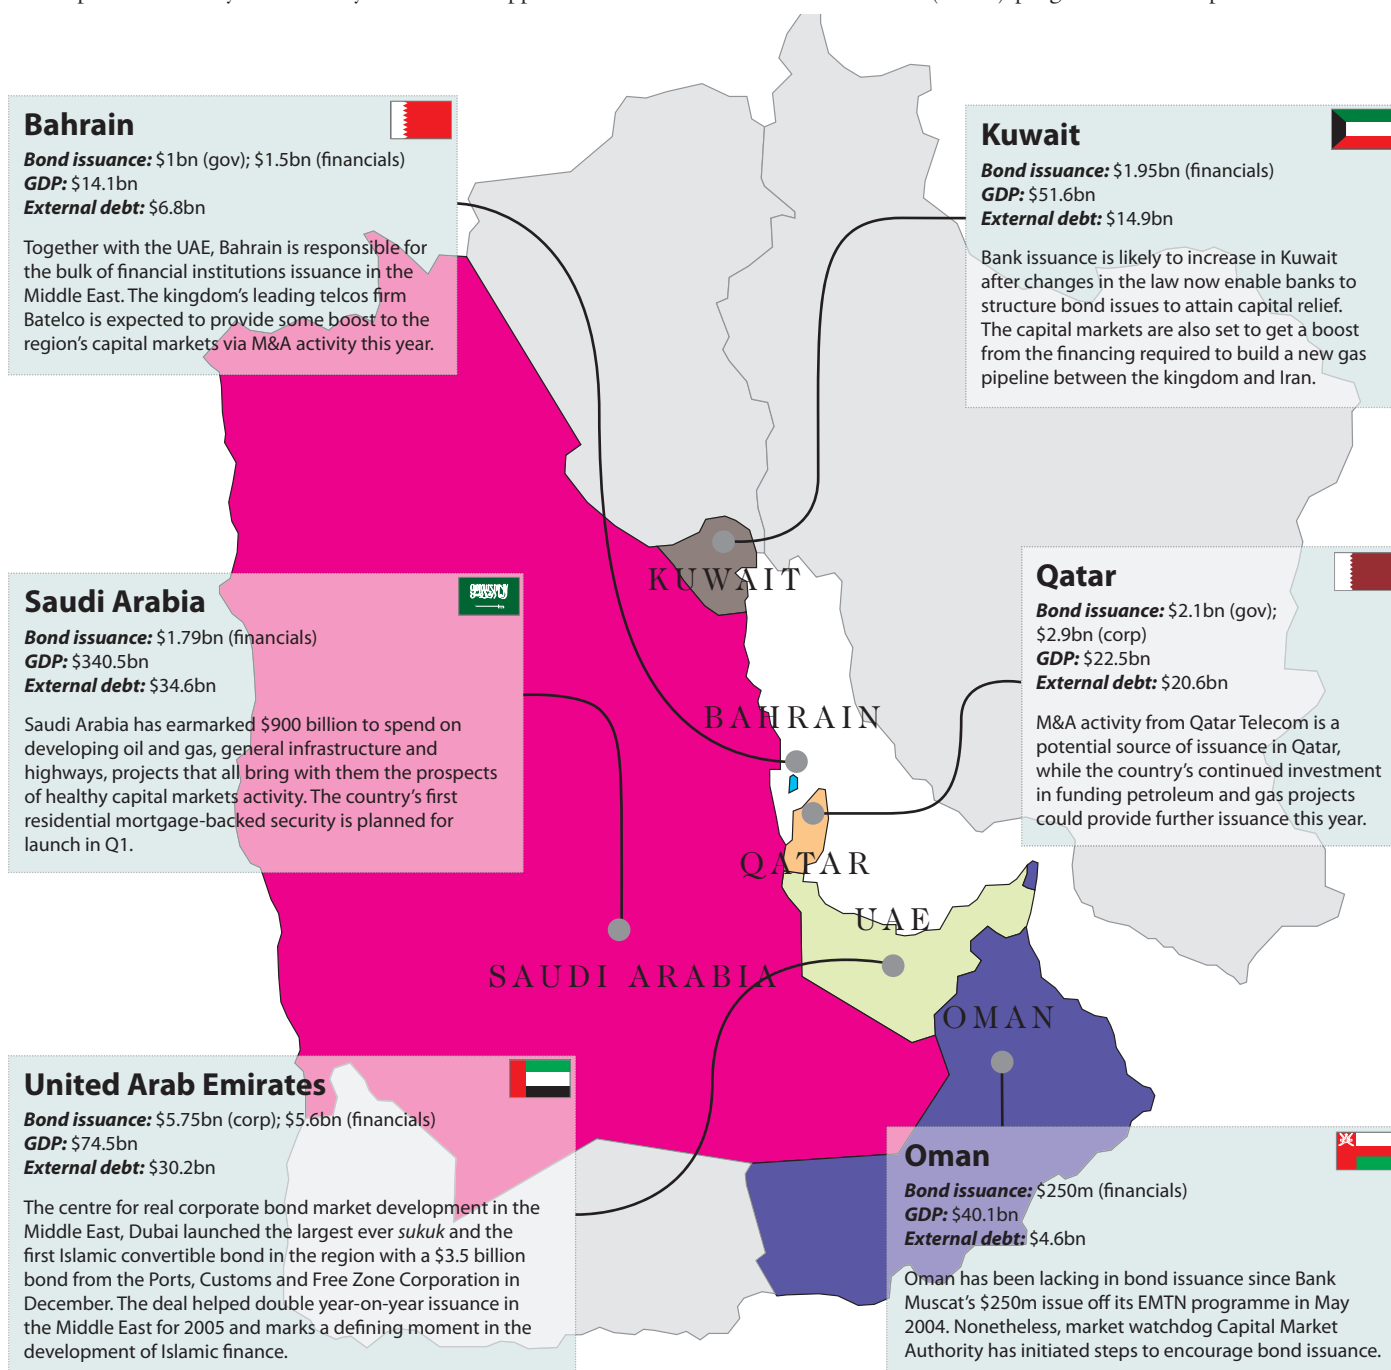 Bahrain
Bond issuance: $1bn (gov); $1.5bn (financials)
GDP: $14.1bn
External debt: $6.8bn
Together with the UAE, Bahrain is responsible for
the bulk of financial institutions issuance in the
Middle East. The kingdom's leading telcos firm
Batelco is expected to provide some boost to the
region's capital markets via M&A activity this year.
Kuwait
Bond issuance: $1.95bn (financials)
GDP: $51.6bn
External debt: $14.9bn
Bank issuance is likely to increase in Kuwait
after changes in the law now enable banks to
structure bond issues to attain capital relief.
The capital markets are also set to get a boost
from the financing required to build a new gas
pipeline between the kingdom and Iran.
KUWAIT
Saudi Arabia
Bond issuance: $1.79bn (financials)
GDP: $340.5bn
External debt: $34.6bn
Saudi Arabia has earmarked $900 billion to spend on
developing oil and gas, general infrastructure and
highways, projects that all bring with them the prospects
of healthy capital markets activity. The country's first
residential mortgage-backed security is planned for
launch in Q1.
Qatar
Bond issuance: $2.1bn (gov);
$2.9bn (corp)
GDP: $22.5bn
External debt: $20.6bn
M&A activity from Qatar Telecom is a
potential source of issuance in Qatar,
while the country's continued investment
in funding petroleum and gas projects
could provide further issuance this year.
BAHRAIN
QATAR
UAE
SAUDI ARABIA
OMAN
United Arab Emirates
Bond issuance: $5.75bn (corp); $5.6bn (financials)
GDP: $74.5bn
External debt: $30.2bn
The centre for real corporate bond market development in the
Middle East, Dubai launched the largest ever sukuk and the
first Islamic convertible bond in the region with a $3.5 billion
bond from the Ports, Customs and Free Zone Corporation in
December. The deal helped double year-on-year issuance in
the Middle East for 2005 and marks a defining moment in the
development of Islamic finance.
Oman
Bond issuance: $250m (financials)
GDP: $40.1bn
External debt: $4.6bn
Oman has been lacking in bond issuance since Bank
Muscat's $250m issue off its EMTN programme in May
2004. Nonetheless, market watchdog Capital Market
Authority has initiated steps to encourage bond issuance.